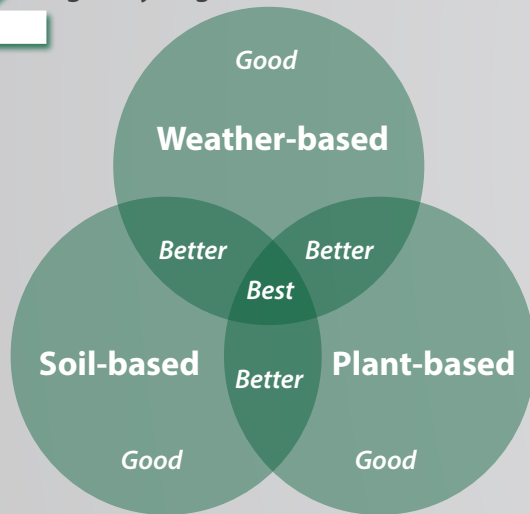 Good
Weather-based
Better Better
Best
Soil-based Plant-based
Better
Good Good